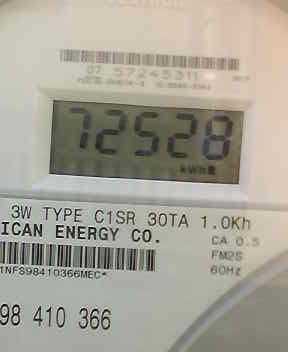 07 57245311
72528
kWh
3W TYPE C1SR 30TA 1.0Kh
ICAN ENERGY CO.
CA 0.5
FM2S
1NFS98410366MEC*
60Hz
98 410 366